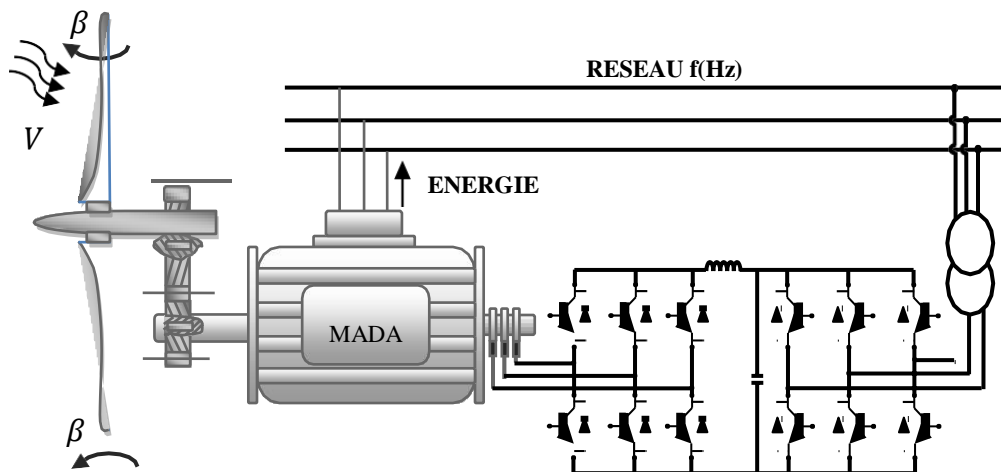 β
RESEAU f(Hz)
V
ENERGIE
MADA
β